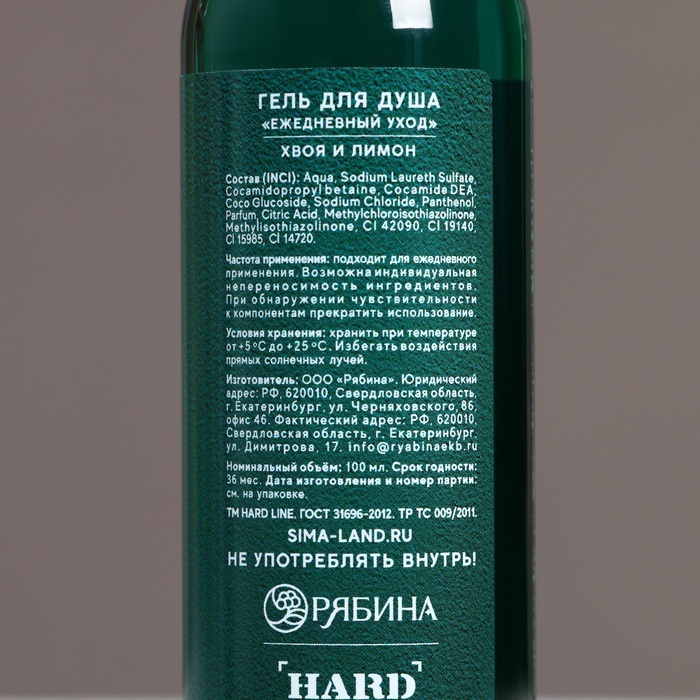 ГЕЛЬ ДЛЯ ДУША
«ЕЖЕДНЕВНЫЙ УХОД»
ХВОЯ И ЛИМОН
Состав (INCI): Aqua, Sodium Laureth Sulfate,
Cocamidopropyl betaine, Cocamide DEA,
Coco Glucoside, Sodium Chloride, Panthenol,
Parfum, Citric Acid, Methylchloroisothiazolinone,
Methylisothiazolinone, CI 42090, CI 19140,
CI 15985, CI 14720.
Частота применения: подходит для ежедневного
применения. Возможна индивидуальная
непереносимость ингредиентов.
При обнаружении чувствительности
к компонентам прекратить использование.
Условия хранения: хранить при температуре
от +5 °C до +25 °C. Избегать воздействия
прямых солнечных лучей.
Изготовитель: ООО «Рябина». Юридический
адрес: РФ, 620010, Свердловская область,
г. Екатеринбург, ул. Черняховского, 86,
офис 46. Фактический адрес: РФ, 620010,
Свердловская область, г. Екатеринбург,
ул. Димитрова, 17. info@ryabinaekb.ru
Номинальный объём: 100 мл. Срок годности:
36 мес. Дата изготовления и номер партии:
см. на упаковке.
TM HARD LINE. ГОСТ 31696-2012. ТР ТС 009/2011.
SIMA-LAND.RU
НЕ УПОТРЕБЛЯТЬ ВНУТРЬ!
РЯБИНА
HARD